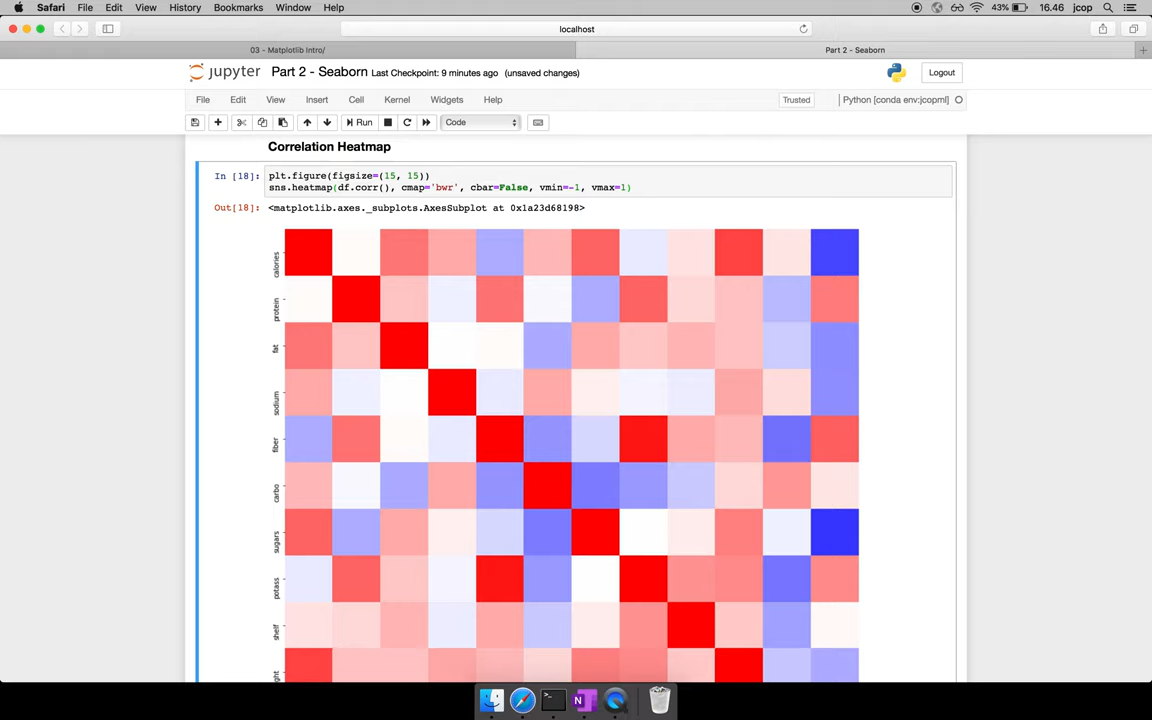 Safari File Edit View History Bookmarks Window Help 43% 16.46 jcop
localhost
03 - Matplotlib Intro/ Part 2 - Seaborn
jupyter Part 2 - Seaborn Last Checkpoint: 9 minutes ago (unsaved changes) Logout
File Edit View Insert Cell Kernel Widgets Help Trusted Python [conda env:jcopml]
Run Code
Correlation Heatmap
In [18]: plt.figure(figsize=(15, 15))
sns.heatmap(df.corr(), cmap='bwr', cbar=False, vmin=-1, vmax=1)
Out[18]: <matplotlib.axes._subplots.AxesSubplot at 0x1a23d68198>
calories
protein
fat
sodium
fiber
carbo
sugars
potass
shelf